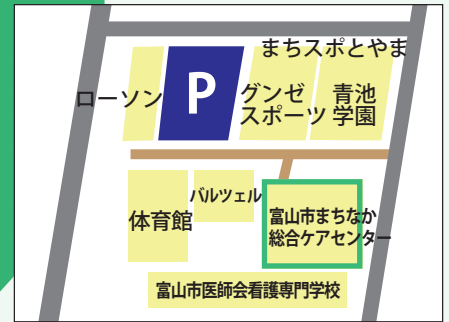 まちスポとやま
ローソン
P
グンゼ
スポーツ
青池
学園
体育館
バルツェル
富山市まちなか
総合ケアセンター
富山市医師会看護専門学校